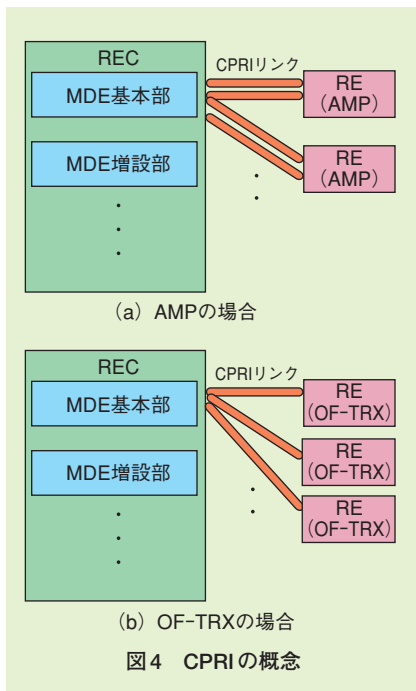 REC
CPRIリンク
MDE基本部
RE
(AMP)
MDE増設部
RE
(AMP)
・
・
・
・
・
(a) AMPの場合
REC
CPRIリンク
MDE基本部
RE
(OF-TRX)
RE
(OF-TRX)
MDE増設部
RE
(OF-TRX)
・
・
・
・
・
(b) OF-TRXの場合
図4 CPRIの概念